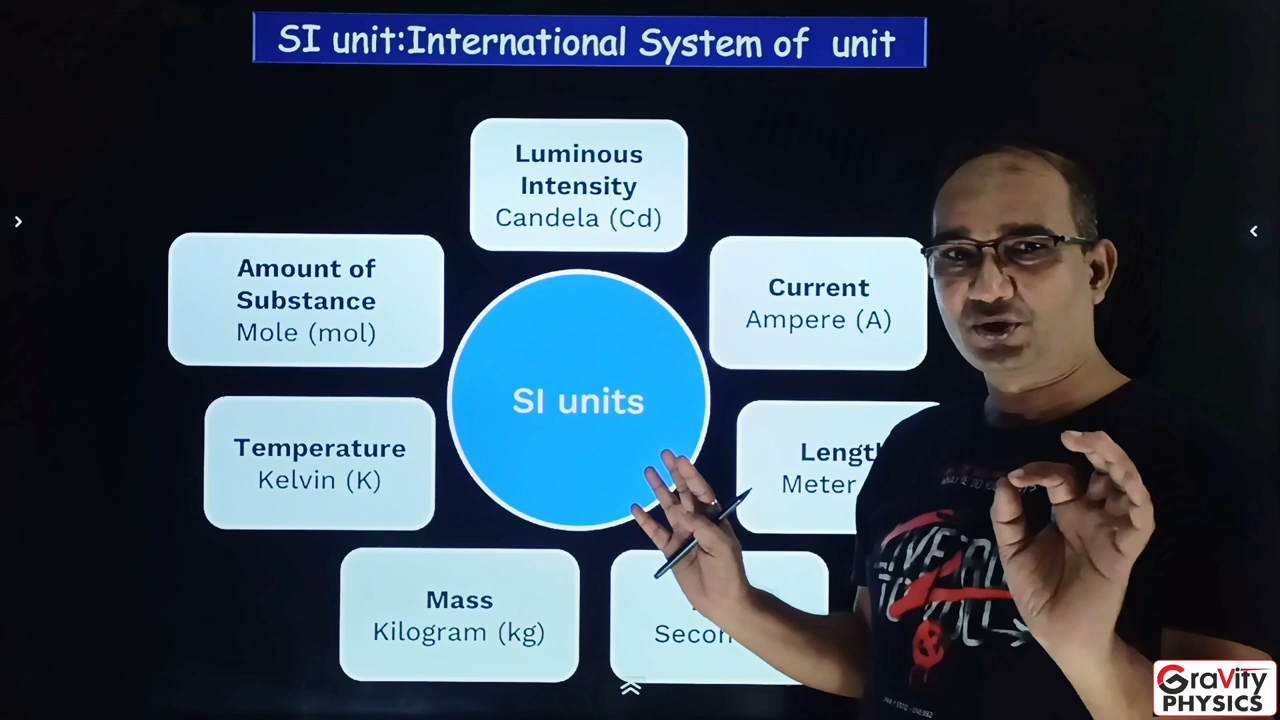 SI unit:International System of unit
Luminous
Intensity
Candela (Cd)
Amount of
Substance
Mole (mol)
Current
Ampere (A)
SI units
Temperature
Kelvin (K)
Meter
Mass
Kilogram (kg)
GraVity
PHYSICS